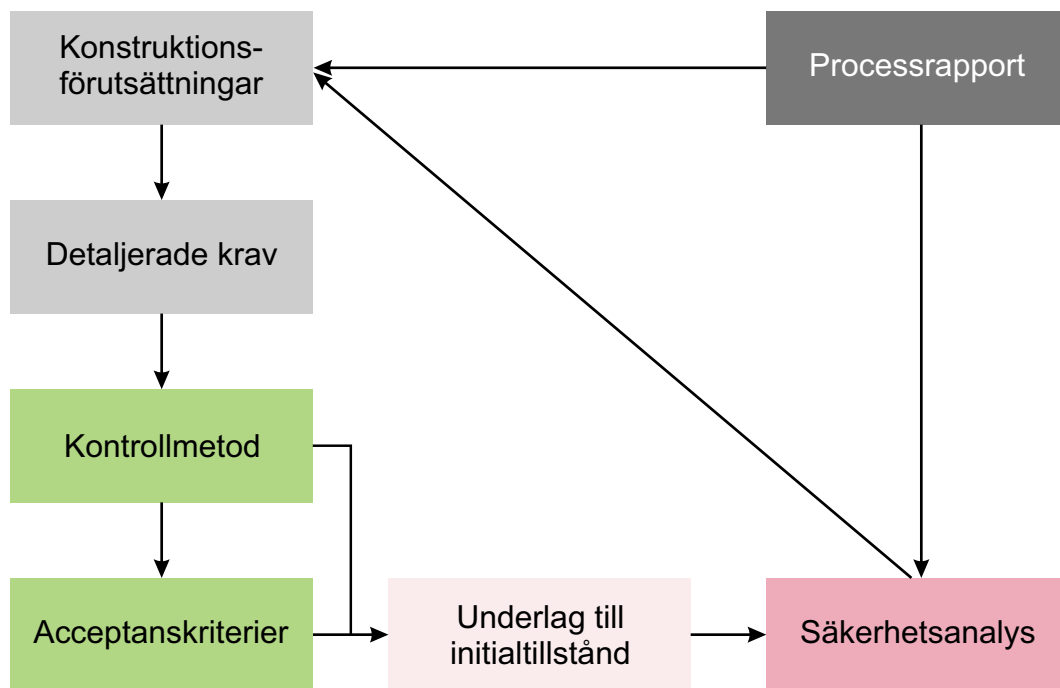 Konstruktions-
förutsättningar
Processrapport
Detaljerade krav
Kontrollmetod
Acceptanskriterier
Underlag till
initialtillstånd
Säkerhetsanalys